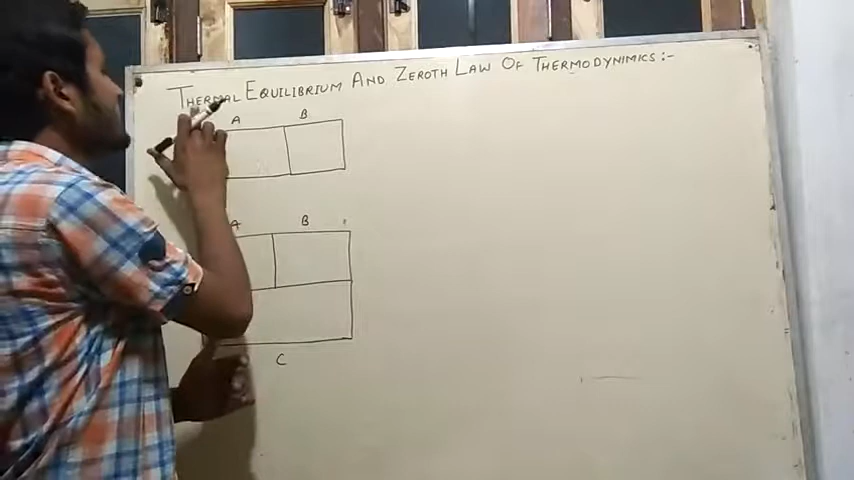 THERMAL EQUILIBRIUM AND ZEROTH LAW OF THERMODYNIMICS :-
A B
A B
C